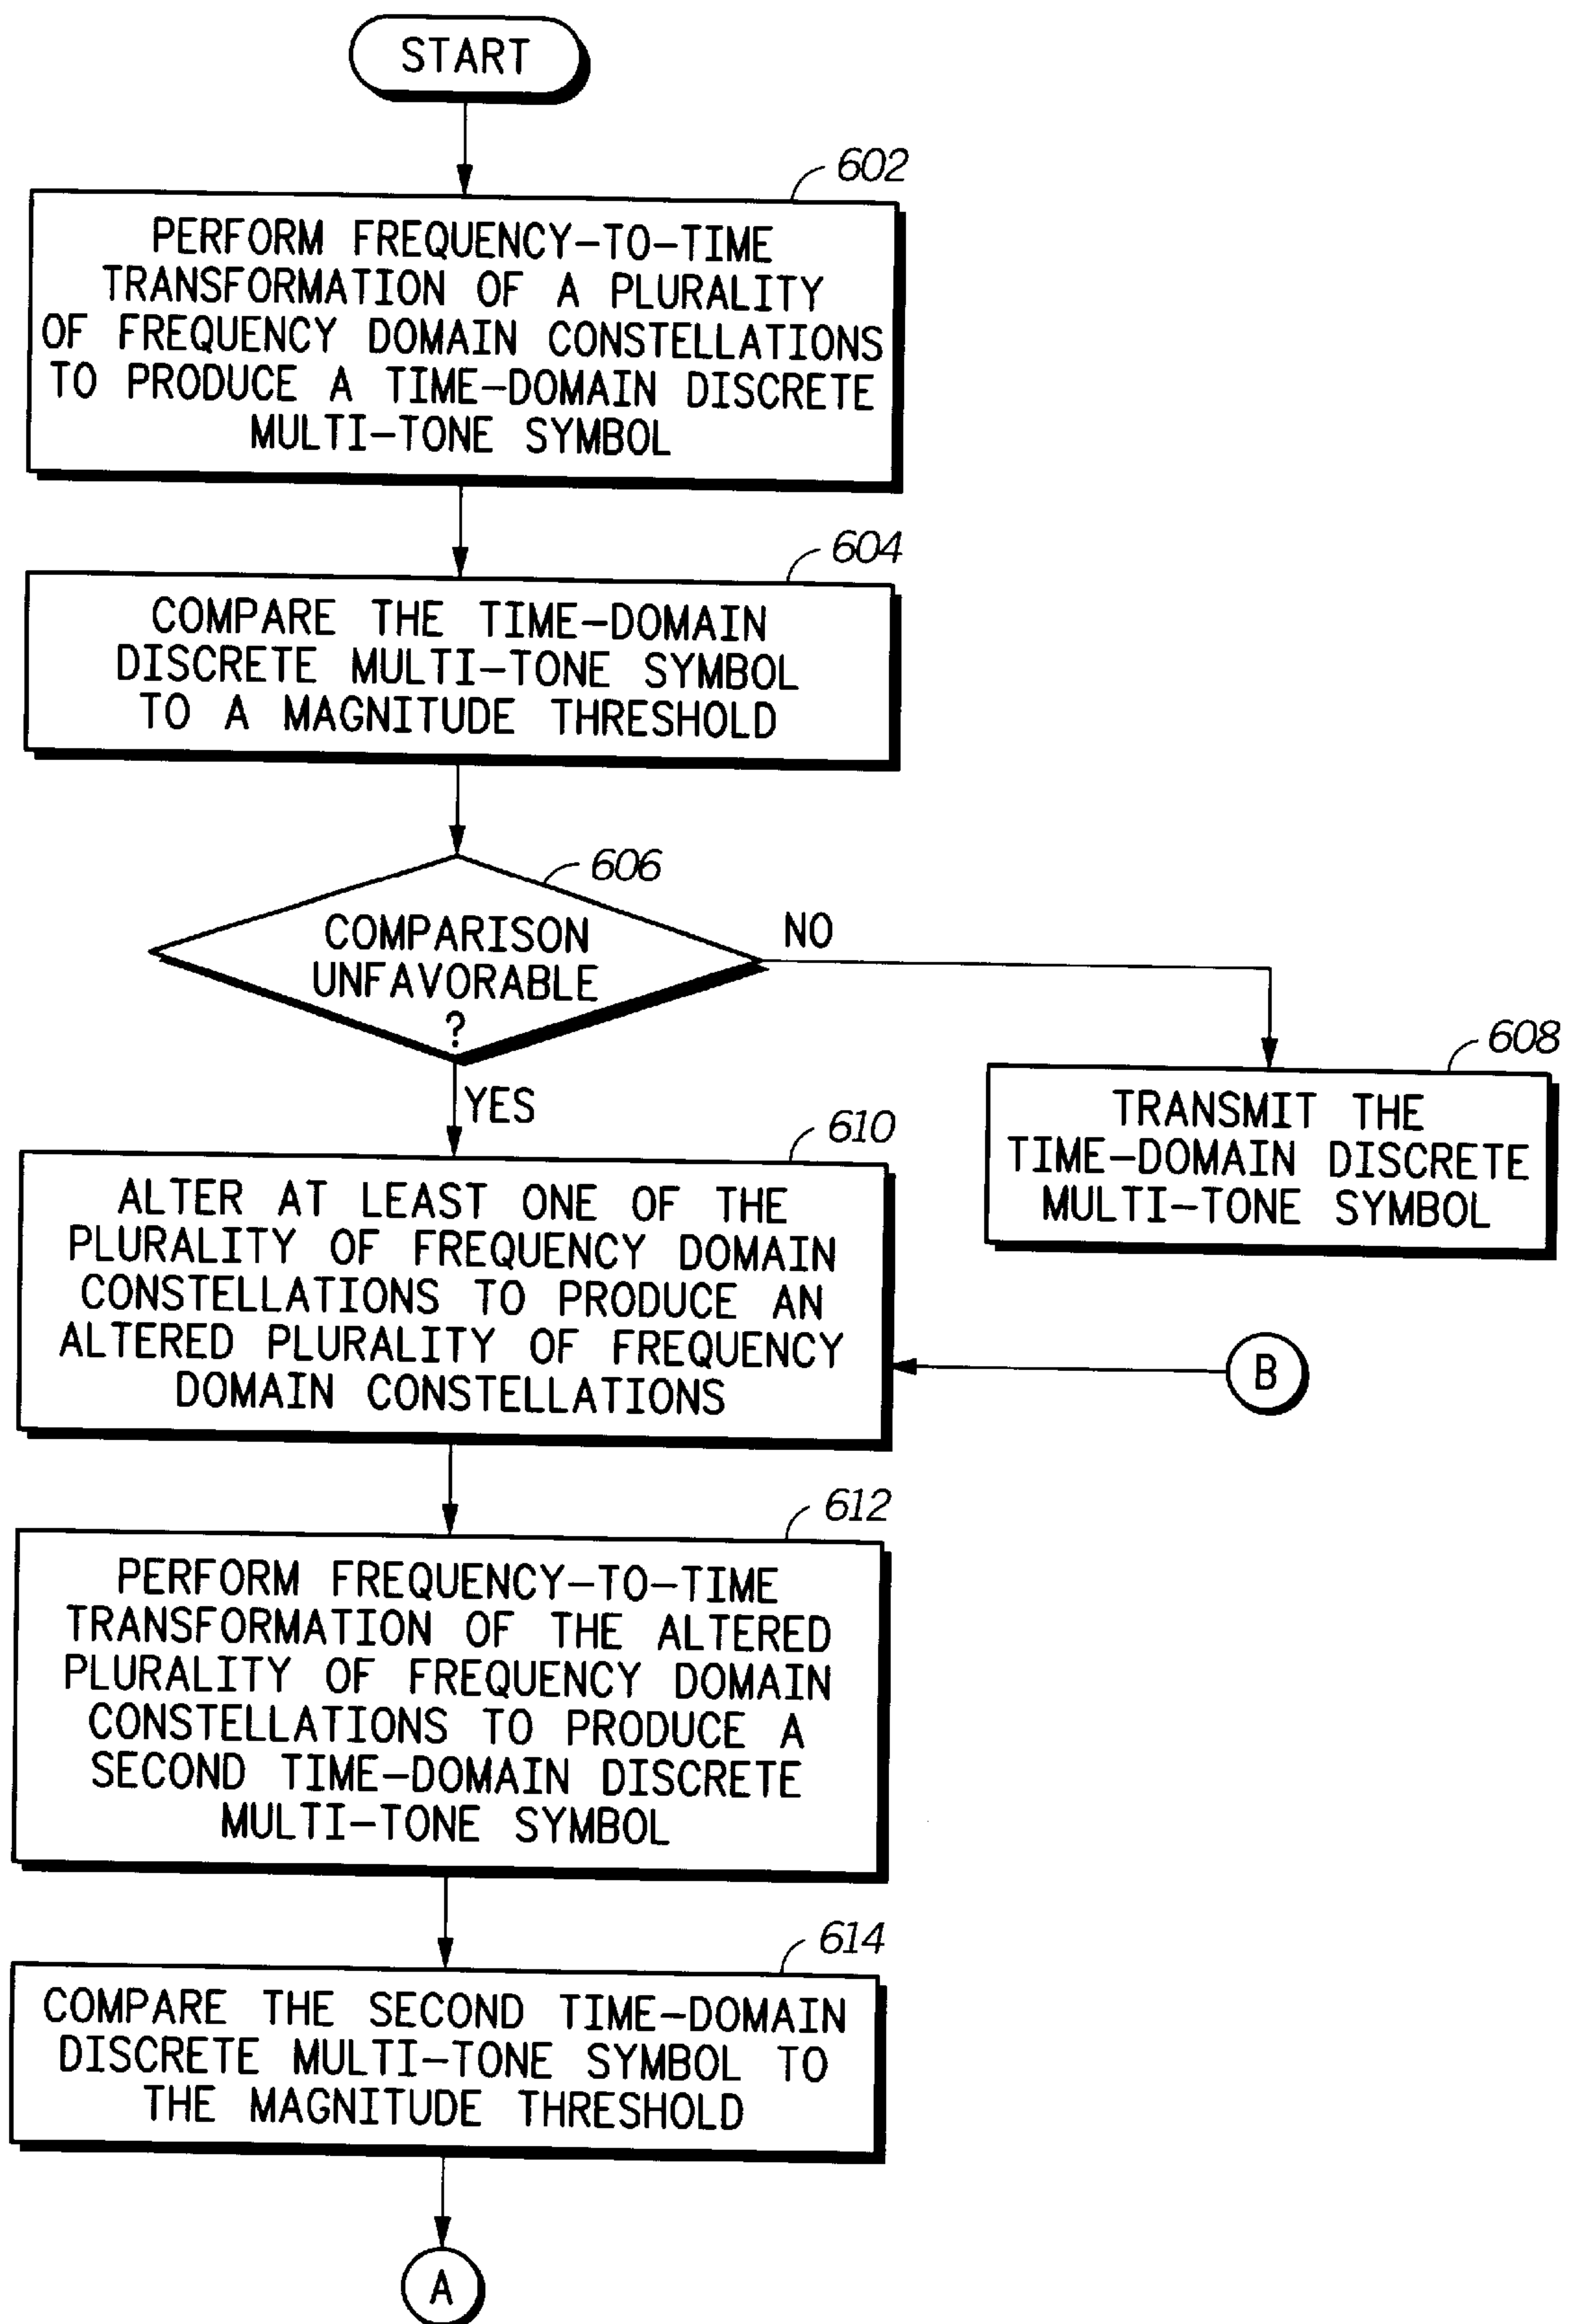 START
602
PERFORM FREQUENCY-TO-TIME
TRANSFORMATION OF A PLURALITY
OF FREQUENCY DOMAIN CONSTELLATIONS
TO PRODUCE A TIME-DOMAIN DISCRETE
MULTI-TONE SYMBOL
604
COMPARE THE TIME-DOMAIN
DISCRETE MULTI-TONE SYMBOL
TO A MAGNITUDE THRESHOLD
606
COMPARISON
UNFAVORABLE
?
NO
YES
608
TRANSMIT THE
TIME-DOMAIN DISCRETE
MULTI-TONE SYMBOL
610
ALTER AT LEAST ONE OF THE
PLURALITY OF FREQUENCY DOMAIN
CONSTELLATIONS TO PRODUCE AN
ALTERED PLURALITY OF FREQUENCY
DOMAIN CONSTELLATIONS
B
612
PERFORM FREQUENCY-TO-TIME
TRANSFORMATION OF THE ALTERED
PLURALITY OF FREQUENCY DOMAIN
CONSTELLATIONS TO PRODUCE A
SECOND TIME-DOMAIN DISCRETE
MULTI-TONE SYMBOL
614
COMPARE THE SECOND TIME-DOMAIN
DISCRETE MULTI-TONE SYMBOL TO
THE MAGNITUDE THRESHOLD
A